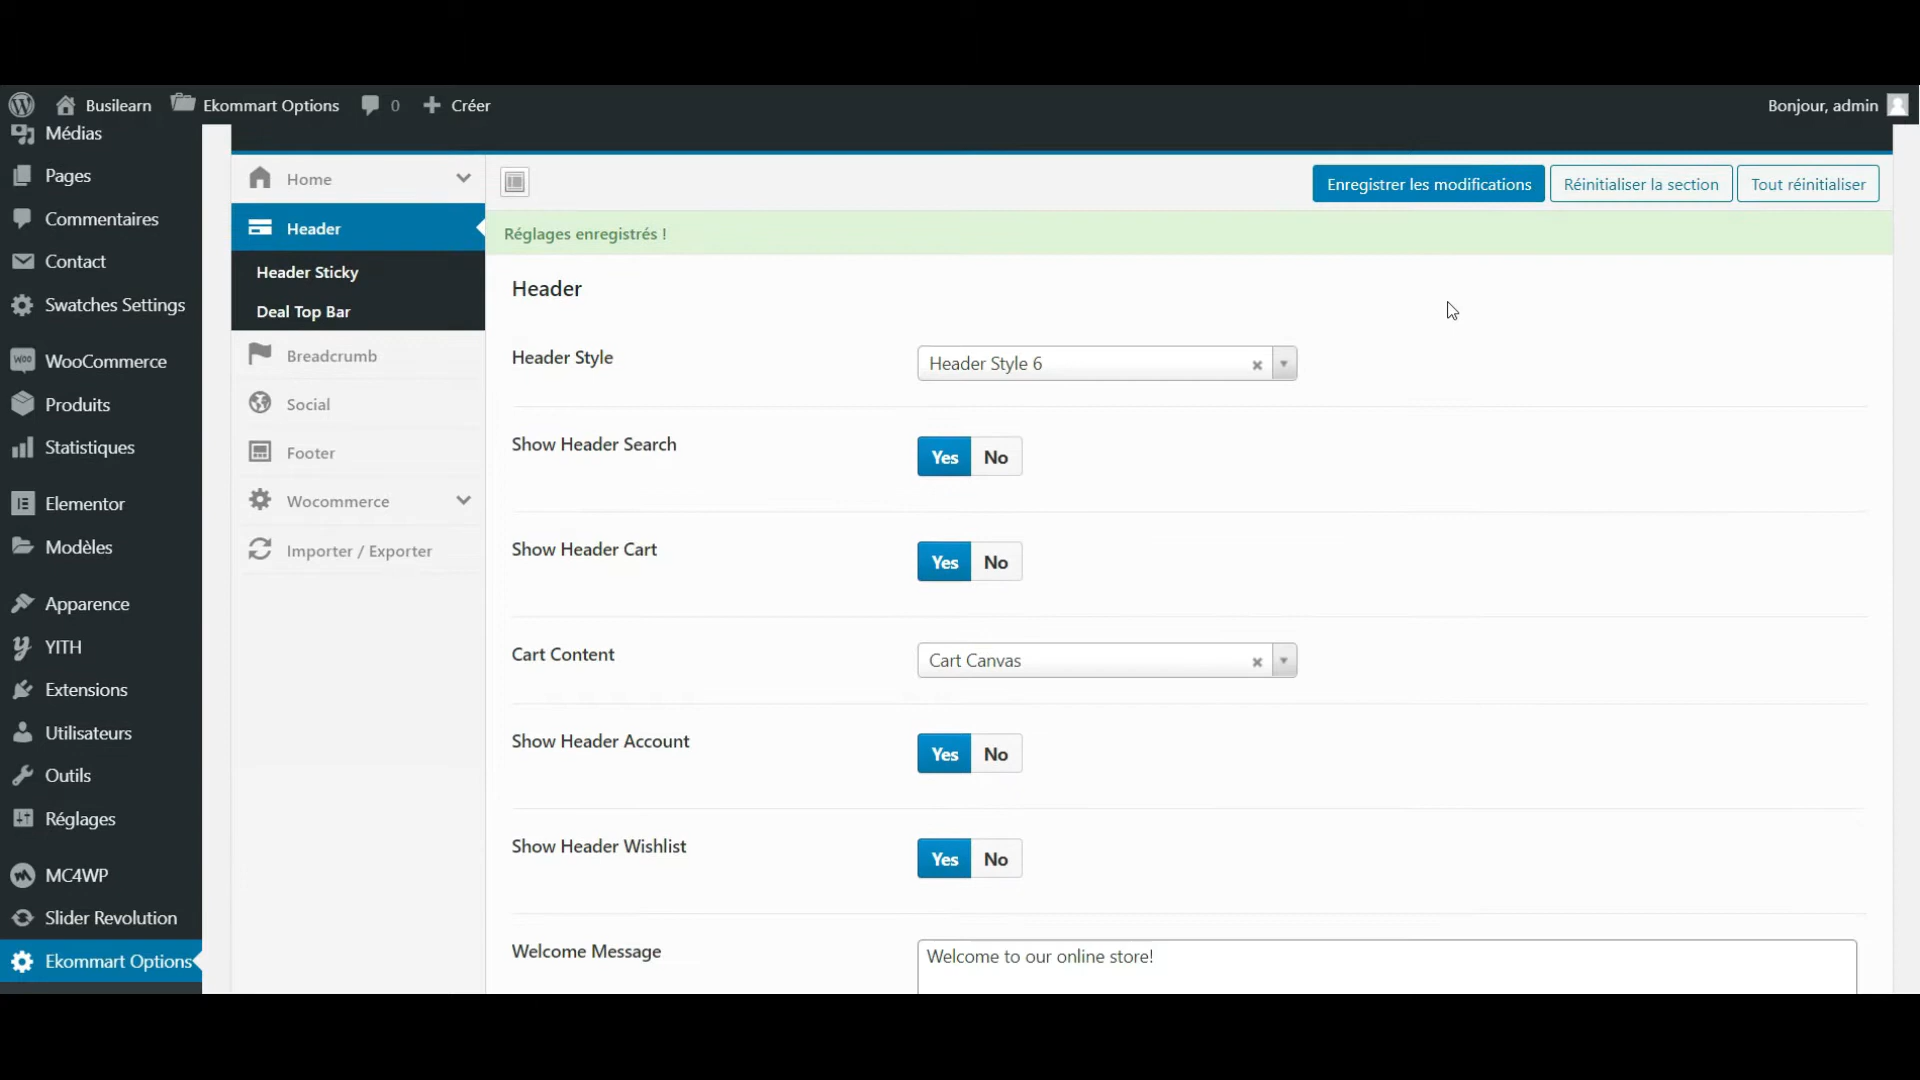 Busilearn Ekommart Options 0 Créer Bonjour, admin
Médias
Pages
Commentaires
Contact
Swatches Settings
WooCommerce
Produits
Statistiques
Elementor
Modèles
Apparence
YITH
Extensions
Utilisateurs
Outils
Réglages
MC4WP
Slider Revolution
Ekommart Options
Home
Header
Header Sticky
Deal Top Bar
Breadcrumb
Social
Footer
Wocommerce
Importer / Exporter
Enregistrer les modifications Réinitialiser la section Tout réinitialiser
Réglages enregistrés !
Header
Header Style Header Style 6
Show Header Search Yes No
Show Header Cart Yes No
Cart Content Cart Canvas
Show Header Account Yes No
Show Header Wishlist Yes No
Welcome Message Welcome to our online store!